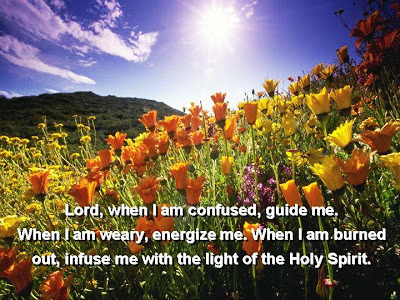 Lord, when I am confused, guide me.
When I am weary, energize me. When I am burned
out, infuse me with the light of the Holy Spirit.